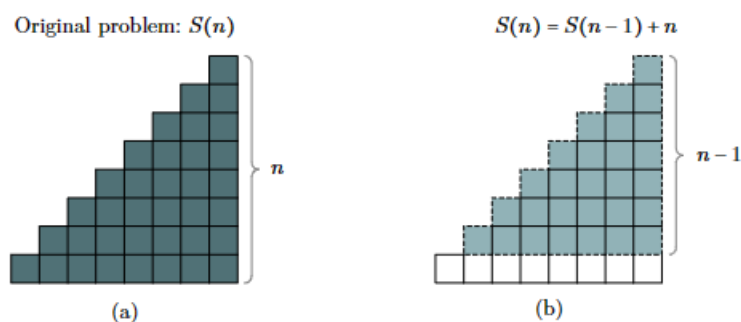 Original problem: S(n)
S(n) = S(n − 1) + n
n
n − 1
(a)
(b)